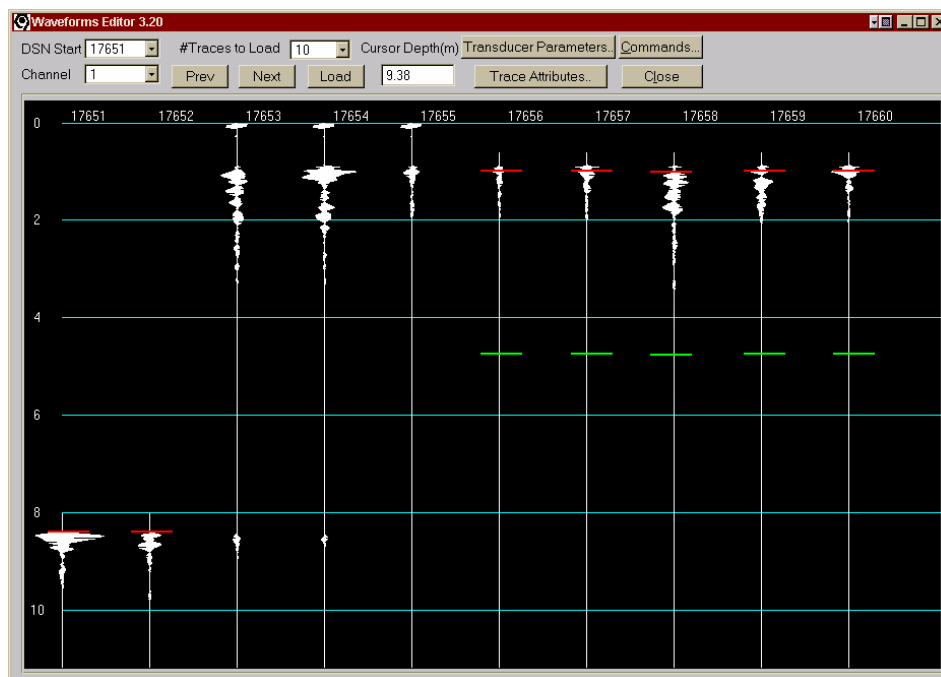 Waveforms Editor 3.20
DSN Start 17651 #Traces to Load 10 Cursor Depth(m) Transducer Parameters.. Commands...
Channel 1 Prev Next Load 9.38 Trace Attributes.. Close
17651 17652 17653 17654 17655 17656 17657 17658 17659 17660
0
2
4
6
8
10